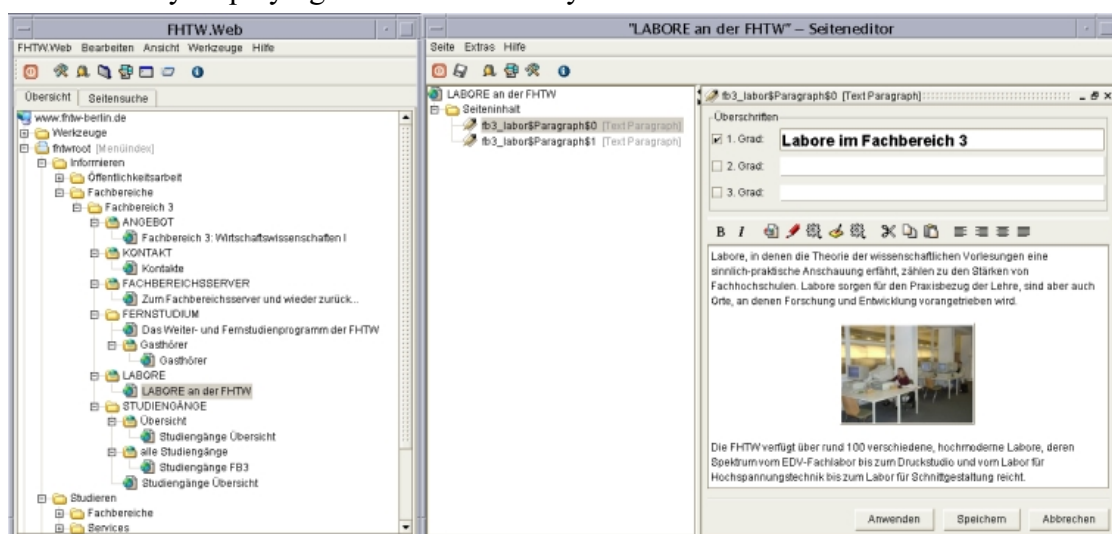 FHTW.Web
FHTW.Web Bearbeiten Ansicht Werkzeuge Hilfe
Übersicht Seitensuche
www.fhtw-berlin.de
Werkzeuge
fhtwroot [Menüindex]
Informieren
Öffentlichkeitsarbeit
Fachbereiche
Fachbereich 3
ANGEBOT
Fachbereich 3: Wirtschaftswissenschaften I
KONTAKT
Kontakte
FACHBEREICHSSERVER
Zum Fachbereichsserver und wieder zurück...
FERNSTUDIUM
Das Weiter- und Fernstudienprogramm der FHTW
Gasthörer
Gasthörer
LABORE
LABORE an der FHTW
STUDIENGÄNGE
Übersicht
Studiengänge Übersicht
alle Studiengänge
Studiengänge FB3
Studiengänge Übersicht
Studieren
Fachbereiche
Services
"LABORE an der FHTW" – Seiteneditor
Seite Extras Hilfe
LABORE an der FHTW
Seiteninhalt
fb3_labor$Paragraph$0 [TextParagraph]
fb3_labor$Paragraph$1 [TextParagraph]
fb3_labor$Paragraph$0 [TextParagraph]
Überschriften
1. Grad: Labore im Fachbereich 3
2. Grad:
3. Grad:
B I
Labore, in denen die Theorie der wissenschaftlichen Vorlesungen eine
sinnlich-praktische Anschauung erfährt, zählen zu den Stärken von
Fachhochschulen. Labore sorgen für den Praxisbezug der Lehre, sind aber auch
Orte, an denen Forschung und Entwicklung vorangetrieben wird.
Die FHTW verfügt über rund 100 verschiedene, hochmoderne Labore, deren
Spektrum vom EDV-Fachlabor bis zum Druckstudio und vom Labor für
Hochspannungstechnik bis zum Labor für Schnittgestaltung reicht.
Anwenden Speichern Abbrechen